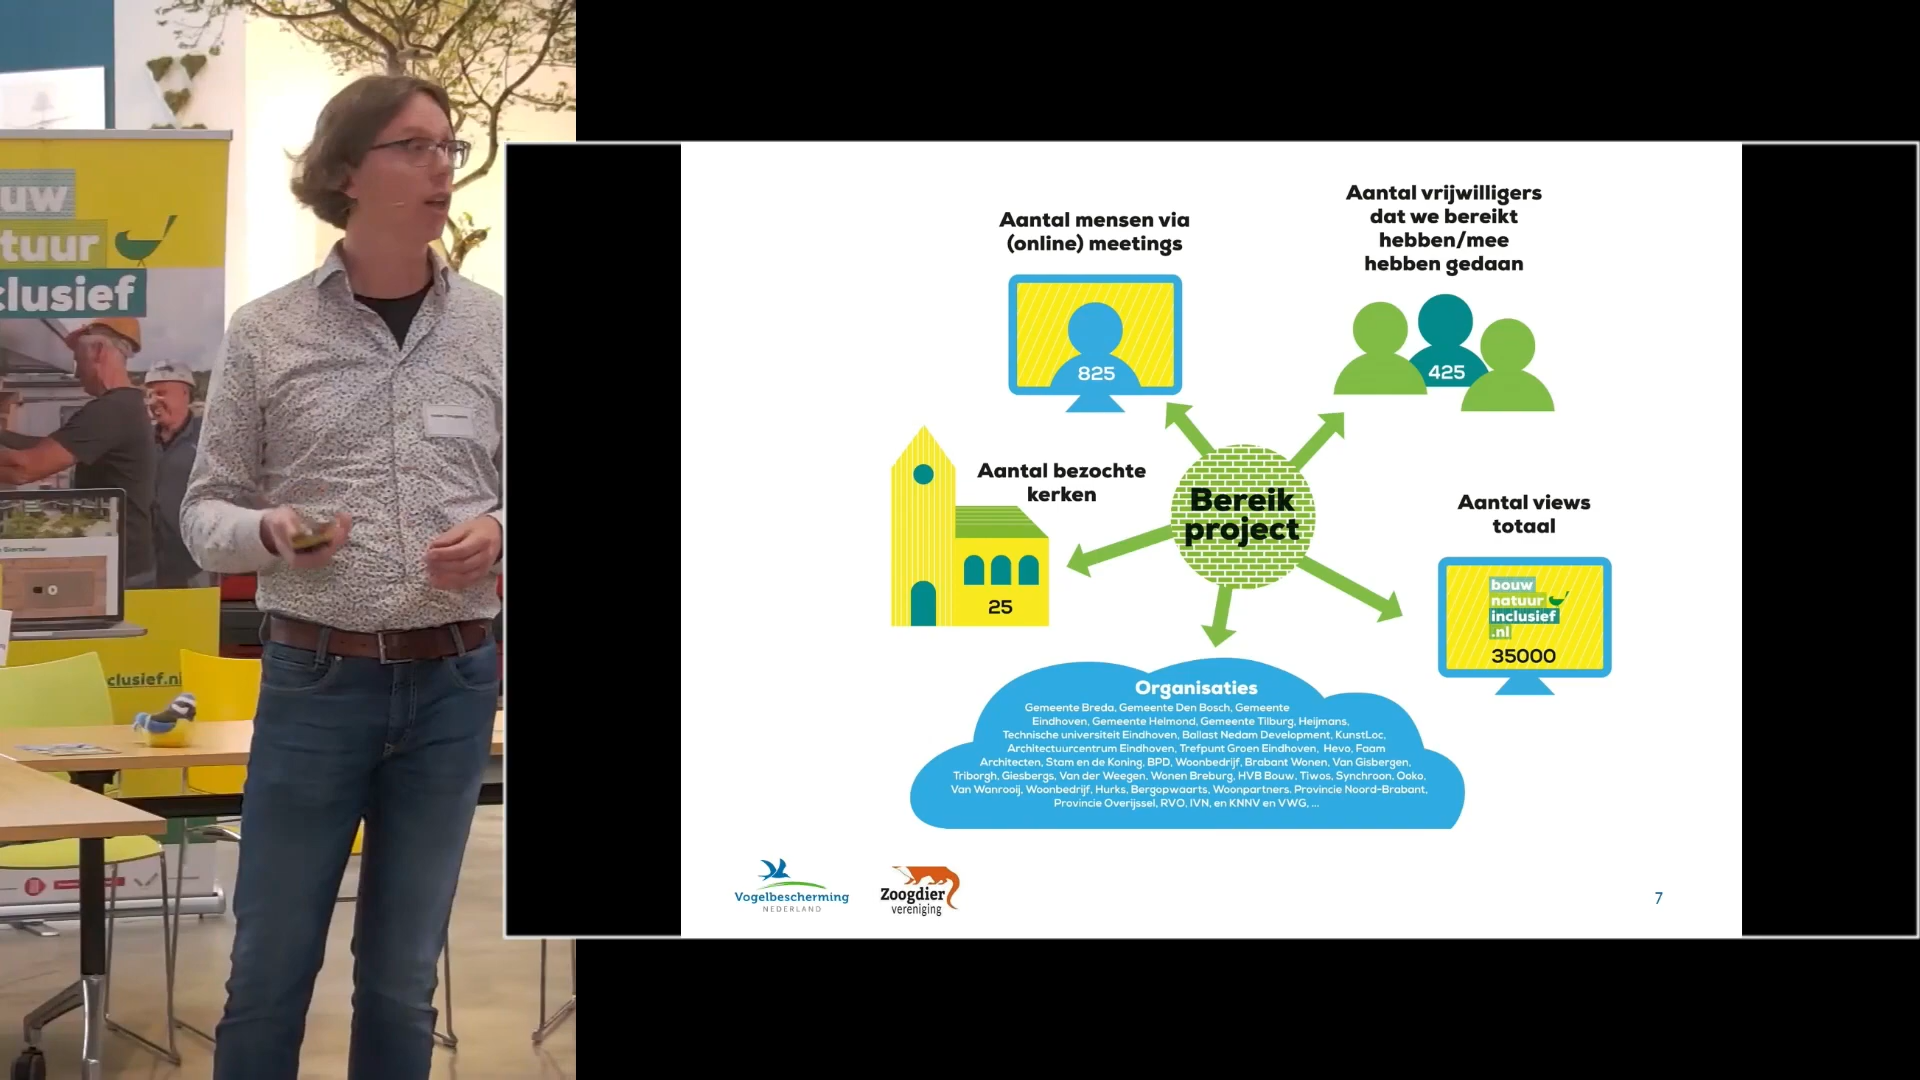 uw
tuur
clusief
clusief.nl
Aantal mensen via
(online) meetings
825
Aantal vrijwilligers
dat we bereikt
hebben/mee
hebben gedaan
425
Aantal bezochte
kerken
25
Bereik
project
Aantal views
totaal
bouw
natuur
inclusief
.nl
35000
Organisaties
Gemeente Breda, Gemeente Den Bosch, Gemeente
Eindhoven, Gemeente Helmond, Gemeente Tilburg, Heijmans,
Technische universiteit Eindhoven, Ballast Nedam Development, KunstLoc,
Architectuurcentrum Eindhoven, Trefpunt Groen Eindhoven, Hevo, Faam
Architecten, Stam en de Koning, BPD, Woonbedrijf, Brabant Wonen, Van Gisbergen,
Triborgh, Giesbergs, Van der Weegen, Wonen Breburg, HVB Bouw, Tiwos, Synchroon, Ooko,
Van Wanrooij, Woonbedrijf, Hurks, Bergopwaarts, Woonpartners. Provincie Noord-Brabant,
Provincie Overijssel, RVO, IVN, en KNNV en VWG, ...
Vogelbescherming
NEDERLAND
Zoogdier
vereniging
7